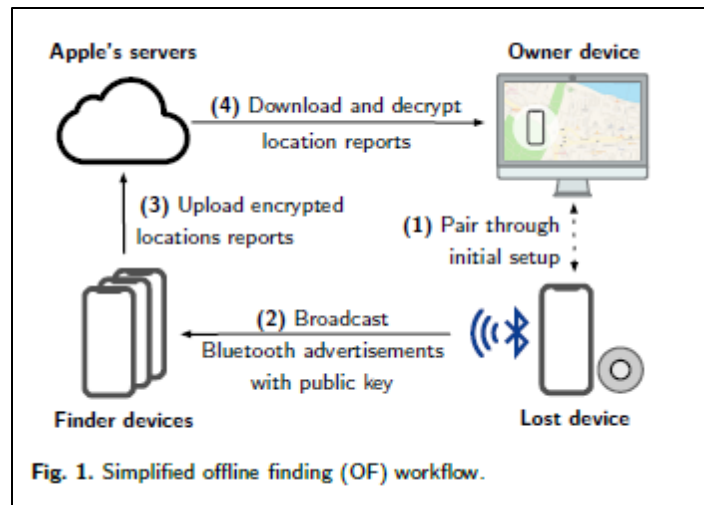 Apple's servers
Owner device
(4) Download and decrypt
location reports
(3) Upload encrypted
locations reports
(1) Pair through
initial setup
(2) Broadcast
Bluetooth advertisements
with public key
Finder devices
Lost device
Fig. 1. Simplified offline finding (OF) workflow.